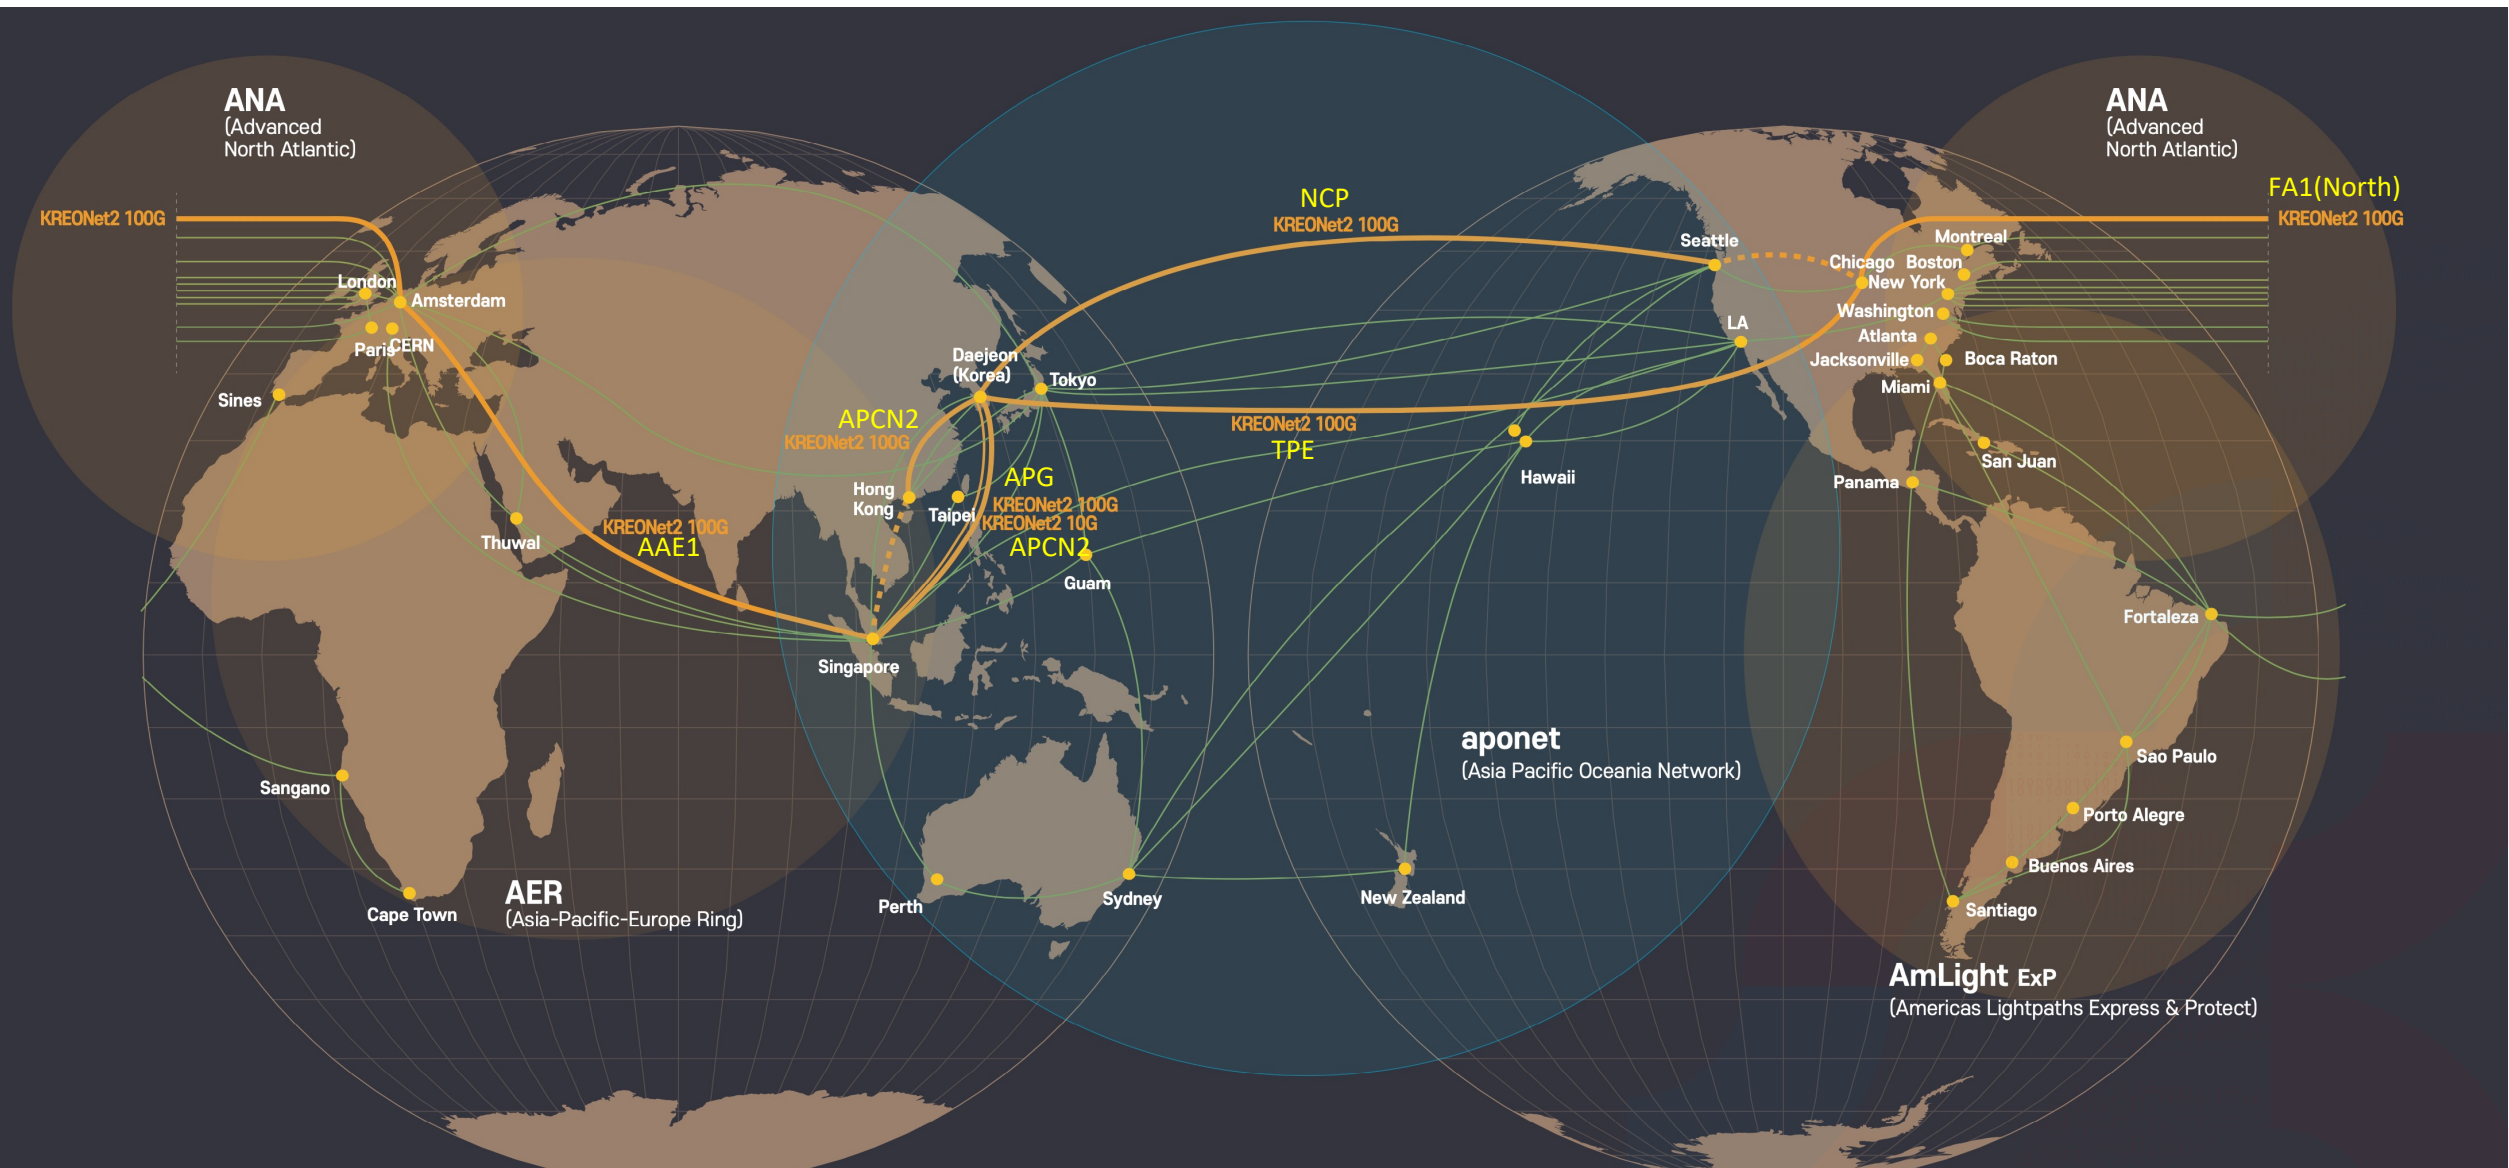 ANA
(Advanced
North Atlantic)
ANA
(Advanced
North Atlantic)
FA1(North)
KREONet2 100G
NCP
KREONet2 100G
KREONet2 100G
Seattle
Montreal
Chicago
Boston
London
New York
Amsterdam
Washington
LA
Atlanta
Paris
CERN
Daejeon
(Korea)
Jacksonville
Boca Raton
Tokyo
Miami
Sines
APCN2
KREONet2 100G
KREONet2 100G
TPE
San Juan
APG
Hawaii
Panama
Hong
Kong
KREONet2 100G
Taipei
KREONet2 10G
KREONet2 100G
AAE1
APCN2
Thuwal
Guam
Fortaleza
Singapore
aponet
(Asia Pacific Oceania Network)
Sao Paulo
Sangano
Porto Alegre
Buenos Aires
AER
(Asia-Pacific-Europe Ring)
Cape Town
Perth
Sydney
New Zealand
Santiago
AmLight ExP
(Americas Lightpaths Express & Protect)